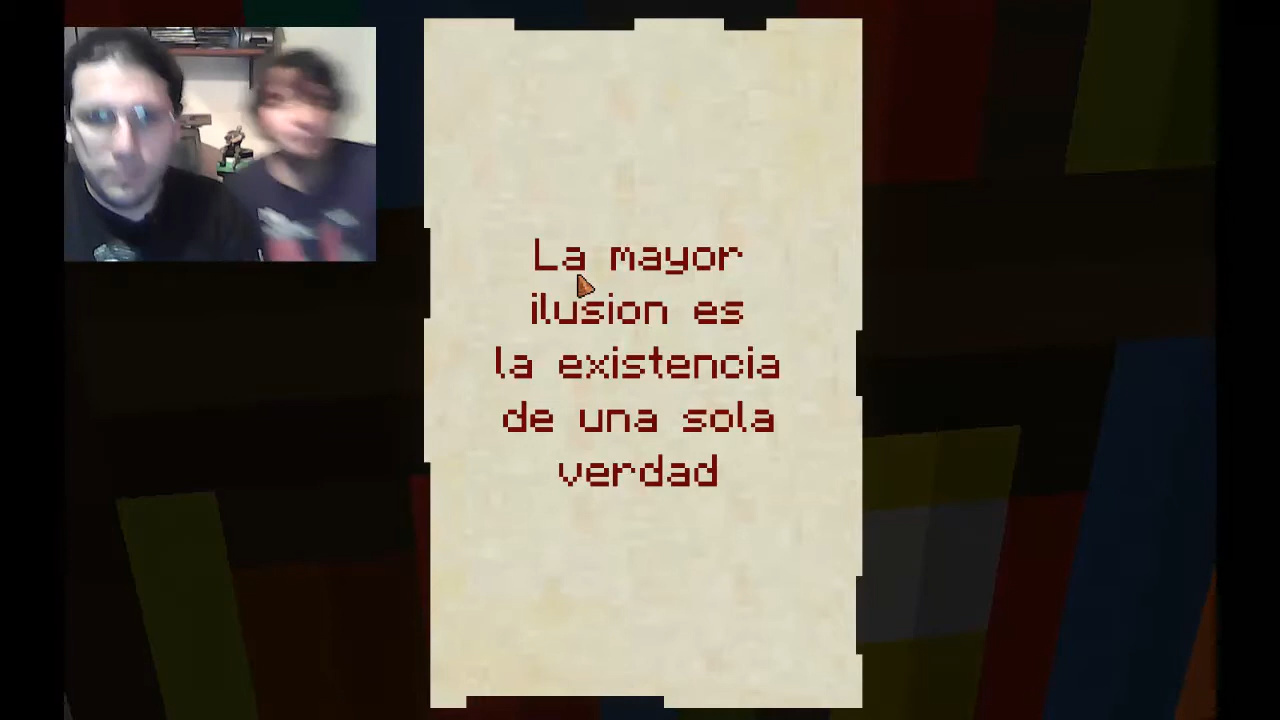 La mayor
ilusion es
la existencia
de una sola
verdad